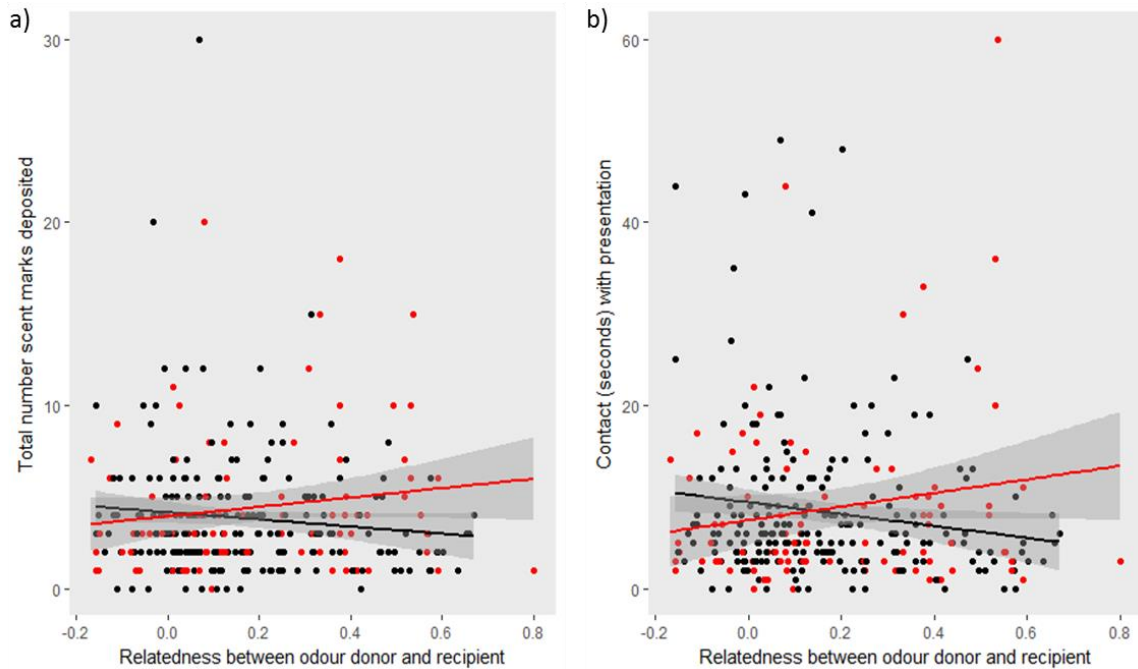 a)
Total number scent marks deposited
30
20
10
0
-0.2 0.0 0.2 0.4 0.6 0.8
Relatedness between odour donor and recipient
b)
Contact (seconds) with presentation
60
40
20
0
-0.2 0.0 0.2 0.4 0.6 0.8
Relatedness between odour donor and recipient